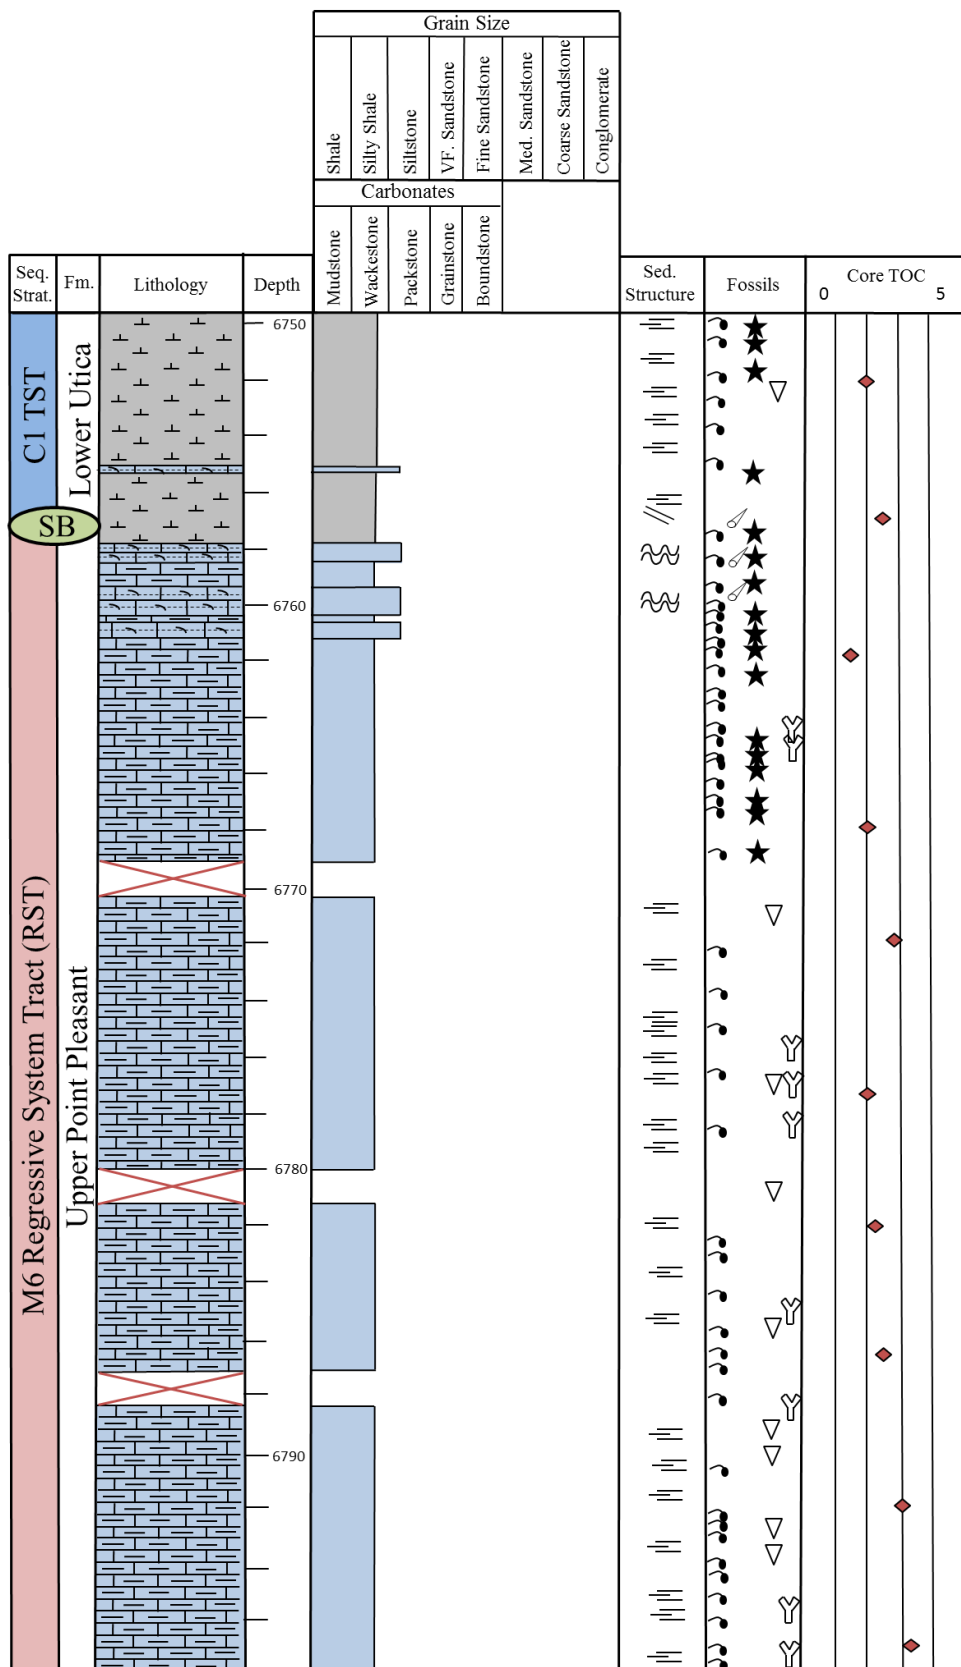 Grain Size
Shale
Silty Shale
Siltstone
VF. Sandstone
Fine Sandstone
Med. Sandstone
Coarse Sandstone
Conglomerate
Carbonates
Mudstone
Wackestone
Packstone
Grainstone
Boundstone
Seq.
Strat.
Fm.
Lithology
Depth
Sed.
Structure
Fossils
Core TOC
0 5
C1 TST
Lower Utica
SB
M6 Regressive System Tract (RST)
Upper Point Pleasant
6750
6760
6770
6780
6790